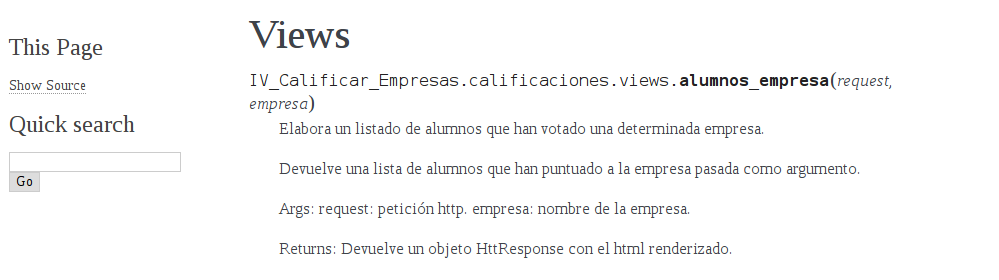 This Page
Show Source
Quick search
Go
Views
IV_Calificar_Empresas.calificaciones.views.alumnos_empresa(request,
empresa)
Elabora un listado de alumnos que han votado una determinada empresa.
Devuelve una lista de alumnos que han puntuado a la empresa pasada como argumento.
Args: request: petición http. empresa: nombre de la empresa.
Returns: Devuelve un objeto HttResponse con el html renderizado.